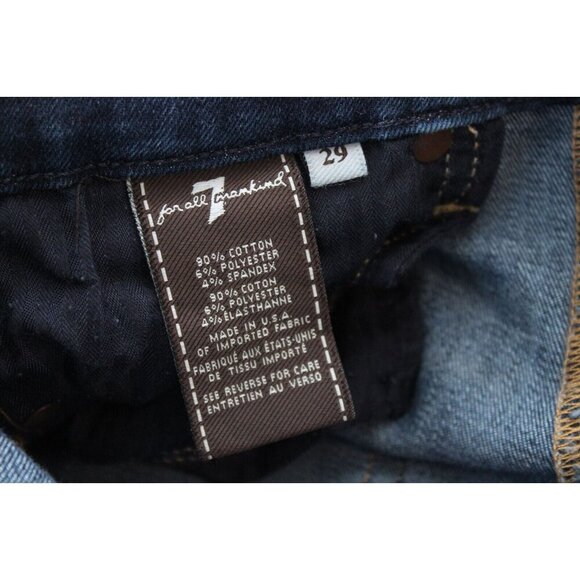 29
for all 7 mankind
90% COTTON
6% POLYESTER
4% SPANDEX
90% COTON
6% POLYESTER
4% ELASTHANNE
MADE IN U.S.A
OF IMPORTED FABRIC
FABRIQUÉ AUX ÉTATS-UNIS
DE TISSU IMPORTÉ
SEE REVERSE FOR CARE
ENTRETIEN AU VERSO